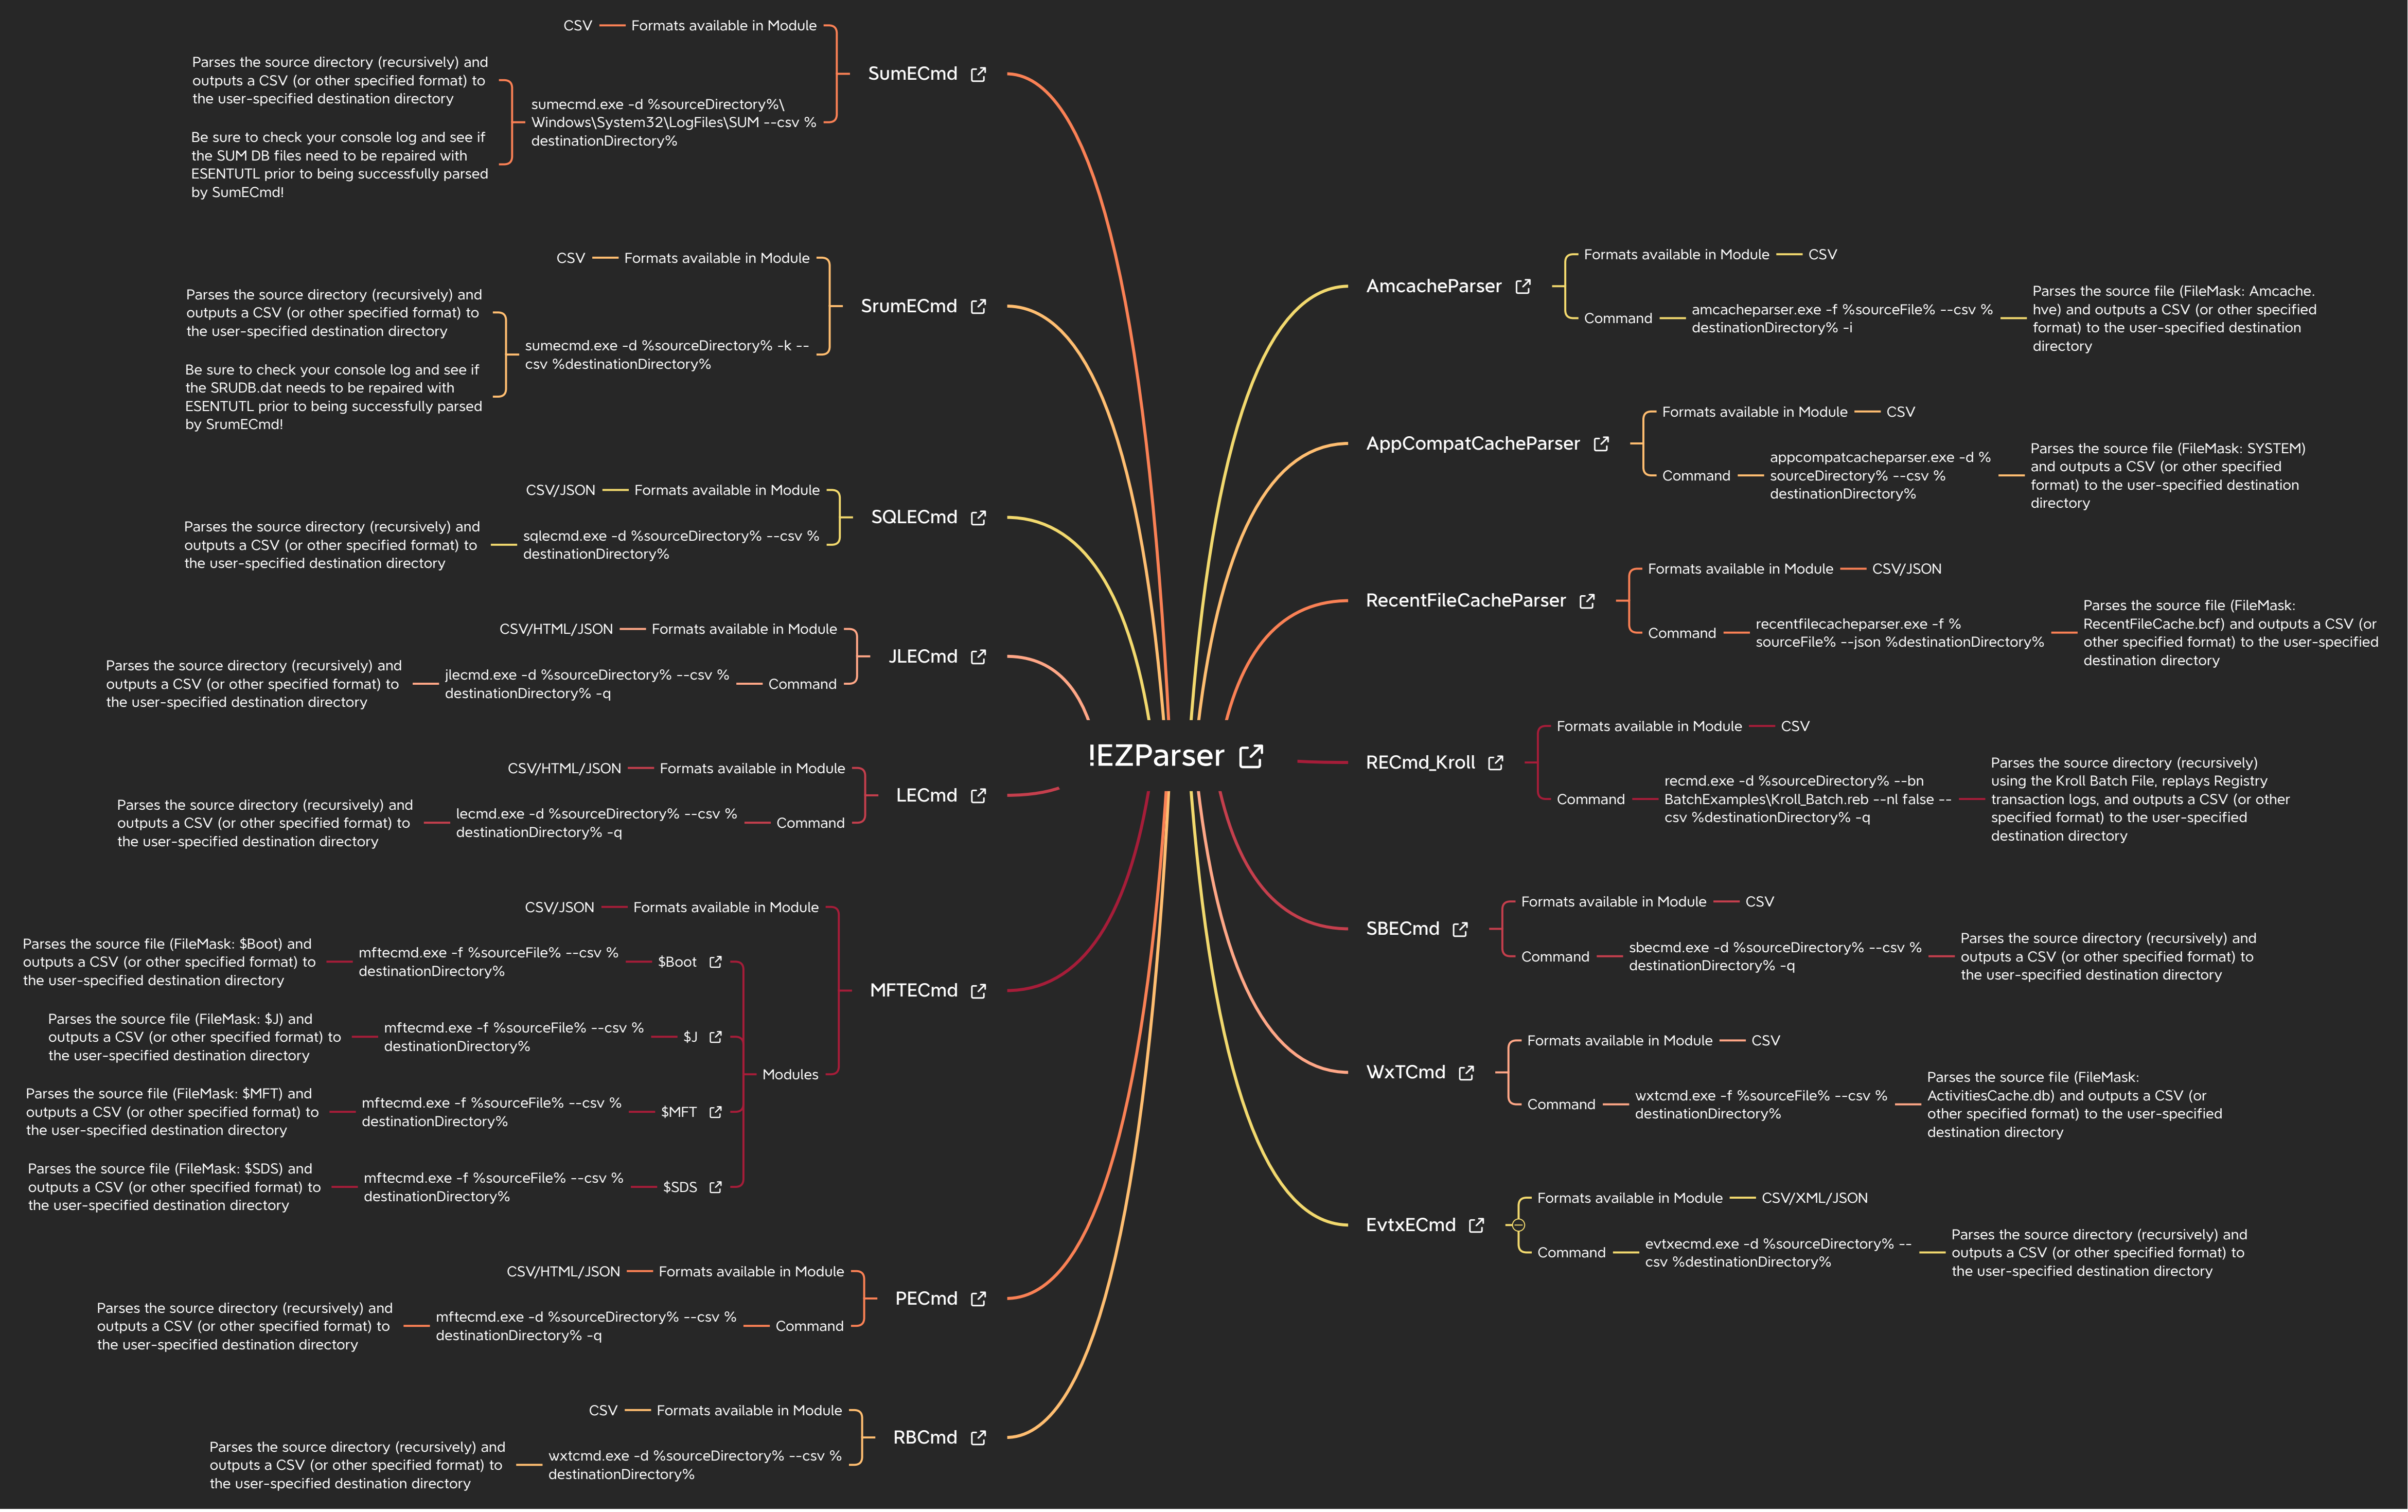 !EZParser
SumECmd
Formats available in Module
CSV
sumecmd.exe -d %sourceDirectory%\
Windows\System32\LogFiles\SUM --csv %
destinationDirectory%
Parses the source directory (recursively) and
outputs a CSV (or other specified format) to
the user-specified destination directory
Be sure to check your console log and see if
the SUM DB files need to be repaired with
ESENTUTL prior to being successfully parsed
by SumECmd!
SrumECmd
Formats available in Module
CSV
sumecmd.exe -d %sourceDirectory% -k --
csv %destinationDirectory%
Parses the source directory (recursively) and
outputs a CSV (or other specified format) to
the user-specified destination directory
Be sure to check your console log and see if
the SRUDB.dat needs to be repaired with
ESENTUTL prior to being successfully parsed
by SrumECmd!
SQLECmd
Formats available in Module
CSV/JSON
sqlecmd.exe -d %sourceDirectory% --csv %
destinationDirectory%
Parses the source directory (recursively) and
outputs a CSV (or other specified format) to
the user-specified destination directory
JLECmd
Formats available in Module
CSV/HTML/JSON
Command
jlecmd.exe -d %sourceDirectory% --csv %
destinationDirectory% -q
Parses the source directory (recursively) and
outputs a CSV (or other specified format) to
the user-specified destination directory
LECmd
Formats available in Module
CSV/HTML/JSON
Command
lecmd.exe -d %sourceDirectory% --csv %
destinationDirectory% -q
Parses the source directory (recursively) and
outputs a CSV (or other specified format) to
the user-specified destination directory
MFTECmd
Formats available in Module
CSV/JSON
Modules
$Boot
mftecmd.exe -f %sourceFile% --csv %
destinationDirectory%
Parses the source file (FileMask: $Boot) and
outputs a CSV (or other specified format) to
the user-specified destination directory
$J
mftecmd.exe -f %sourceFile% --csv %
destinationDirectory%
Parses the source file (FileMask: $J) and
outputs a CSV (or other specified format) to
the user-specified destination directory
$MFT
mftecmd.exe -f %sourceFile% --csv %
destinationDirectory%
Parses the source file (FileMask: $MFT) and
outputs a CSV (or other specified format) to
the user-specified destination directory
$SDS
mftecmd.exe -f %sourceFile% --csv %
destinationDirectory%
Parses the source file (FileMask: $SDS) and
outputs a CSV (or other specified format) to
the user-specified destination directory
PECmd
Formats available in Module
CSV/HTML/JSON
Command
mftecmd.exe -d %sourceDirectory% --csv %
destinationDirectory% -q
Parses the source directory (recursively) and
outputs a CSV (or other specified format) to
the user-specified destination directory
RBCmd
Formats available in Module
CSV
wxtcmd.exe -d %sourceDirectory% --csv %
destinationDirectory%
Parses the source directory (recursively) and
outputs a CSV (or other specified format) to
the user-specified destination directory
AmcacheParser
Formats available in Module
CSV
Command
amcacheparser.exe -f %sourceFile% --csv %
destinationDirectory% -i
Parses the source file (FileMask: Amcache.
hve) and outputs a CSV (or other specified
format) to the user-specified destination
directory
AppCompatCacheParser
Formats available in Module
CSV
Command
appcompatcacheparser.exe -d %
sourceDirectory% --csv %
destinationDirectory%
Parses the source file (FileMask: SYSTEM)
and outputs a CSV (or other specified
format) to the user-specified destination
directory
RecentFileCacheParser
Formats available in Module
CSV/JSON
Command
recentfilecacheparser.exe -f %
sourceFile% --json %destinationDirectory%
Parses the source file (FileMask:
RecentFileCache.bcf) and outputs a CSV (or
other specified format) to the user-specified
destination directory
RECmd_Kroll
Formats available in Module
CSV
Command
recmd.exe -d %sourceDirectory% --bn
BatchExamples\Kroll_Batch.reb --nl false --
csv %destinationDirectory% -q
Parses the source directory (recursively)
using the Kroll Batch File, replays Registry
transaction logs, and outputs a CSV (or other
specified format) to the user-specified
destination directory
SBECmd
Formats available in Module
CSV
Command
sbecmd.exe -d %sourceDirectory% --csv %
destinationDirectory% -q
Parses the source directory (recursively) and
outputs a CSV (or other specified format) to
the user-specified destination directory
WxTCmd
Formats available in Module
CSV
Command
wxtcmd.exe -f %sourceFile% --csv %
destinationDirectory%
Parses the source file (FileMask:
ActivitiesCache.db) and outputs a CSV (or
other specified format) to the user-specified
destination directory
EvtxECmd
Formats available in Module
CSV/XML/JSON
Command
evtxecmd.exe -d %sourceDirectory% --
csv %destinationDirectory%
Parses the source directory (recursively) and
outputs a CSV (or other specified format) to
the user-specified destination directory